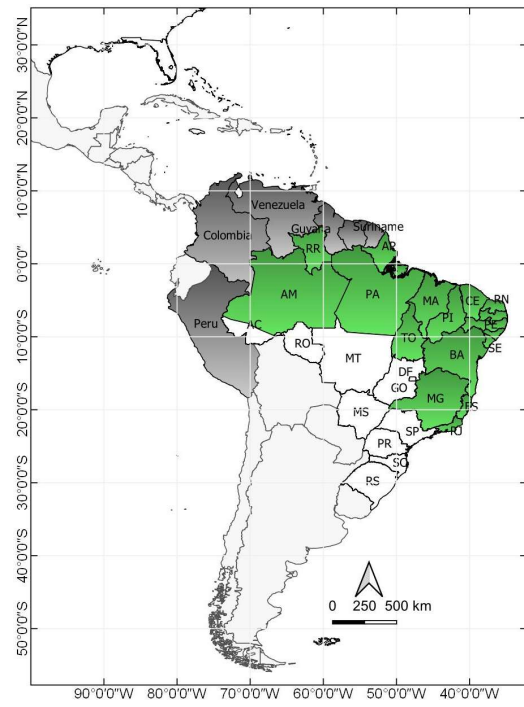 30°0'0"N
20°0'0"N
10°0'0"N
0°0'0"
10°0'0"S
20°0'0"S
30°0'0"S
40°0'0"S
50°0'0"S
Venezuela
Guyana
Suriname
Colombia
RR
AP
AM
PA
MA
CE
RN
PI
PE
Peru
AC
TO
SE
RO
BA
MT
DF
GO
MG
ES
MS
SP
RJ
PR
SC
RS
0 250 500 km
90°0'0"W 80°0'0"W 70°0'0"W 60°0'0"W 50°0'0"W 40°0'0"W